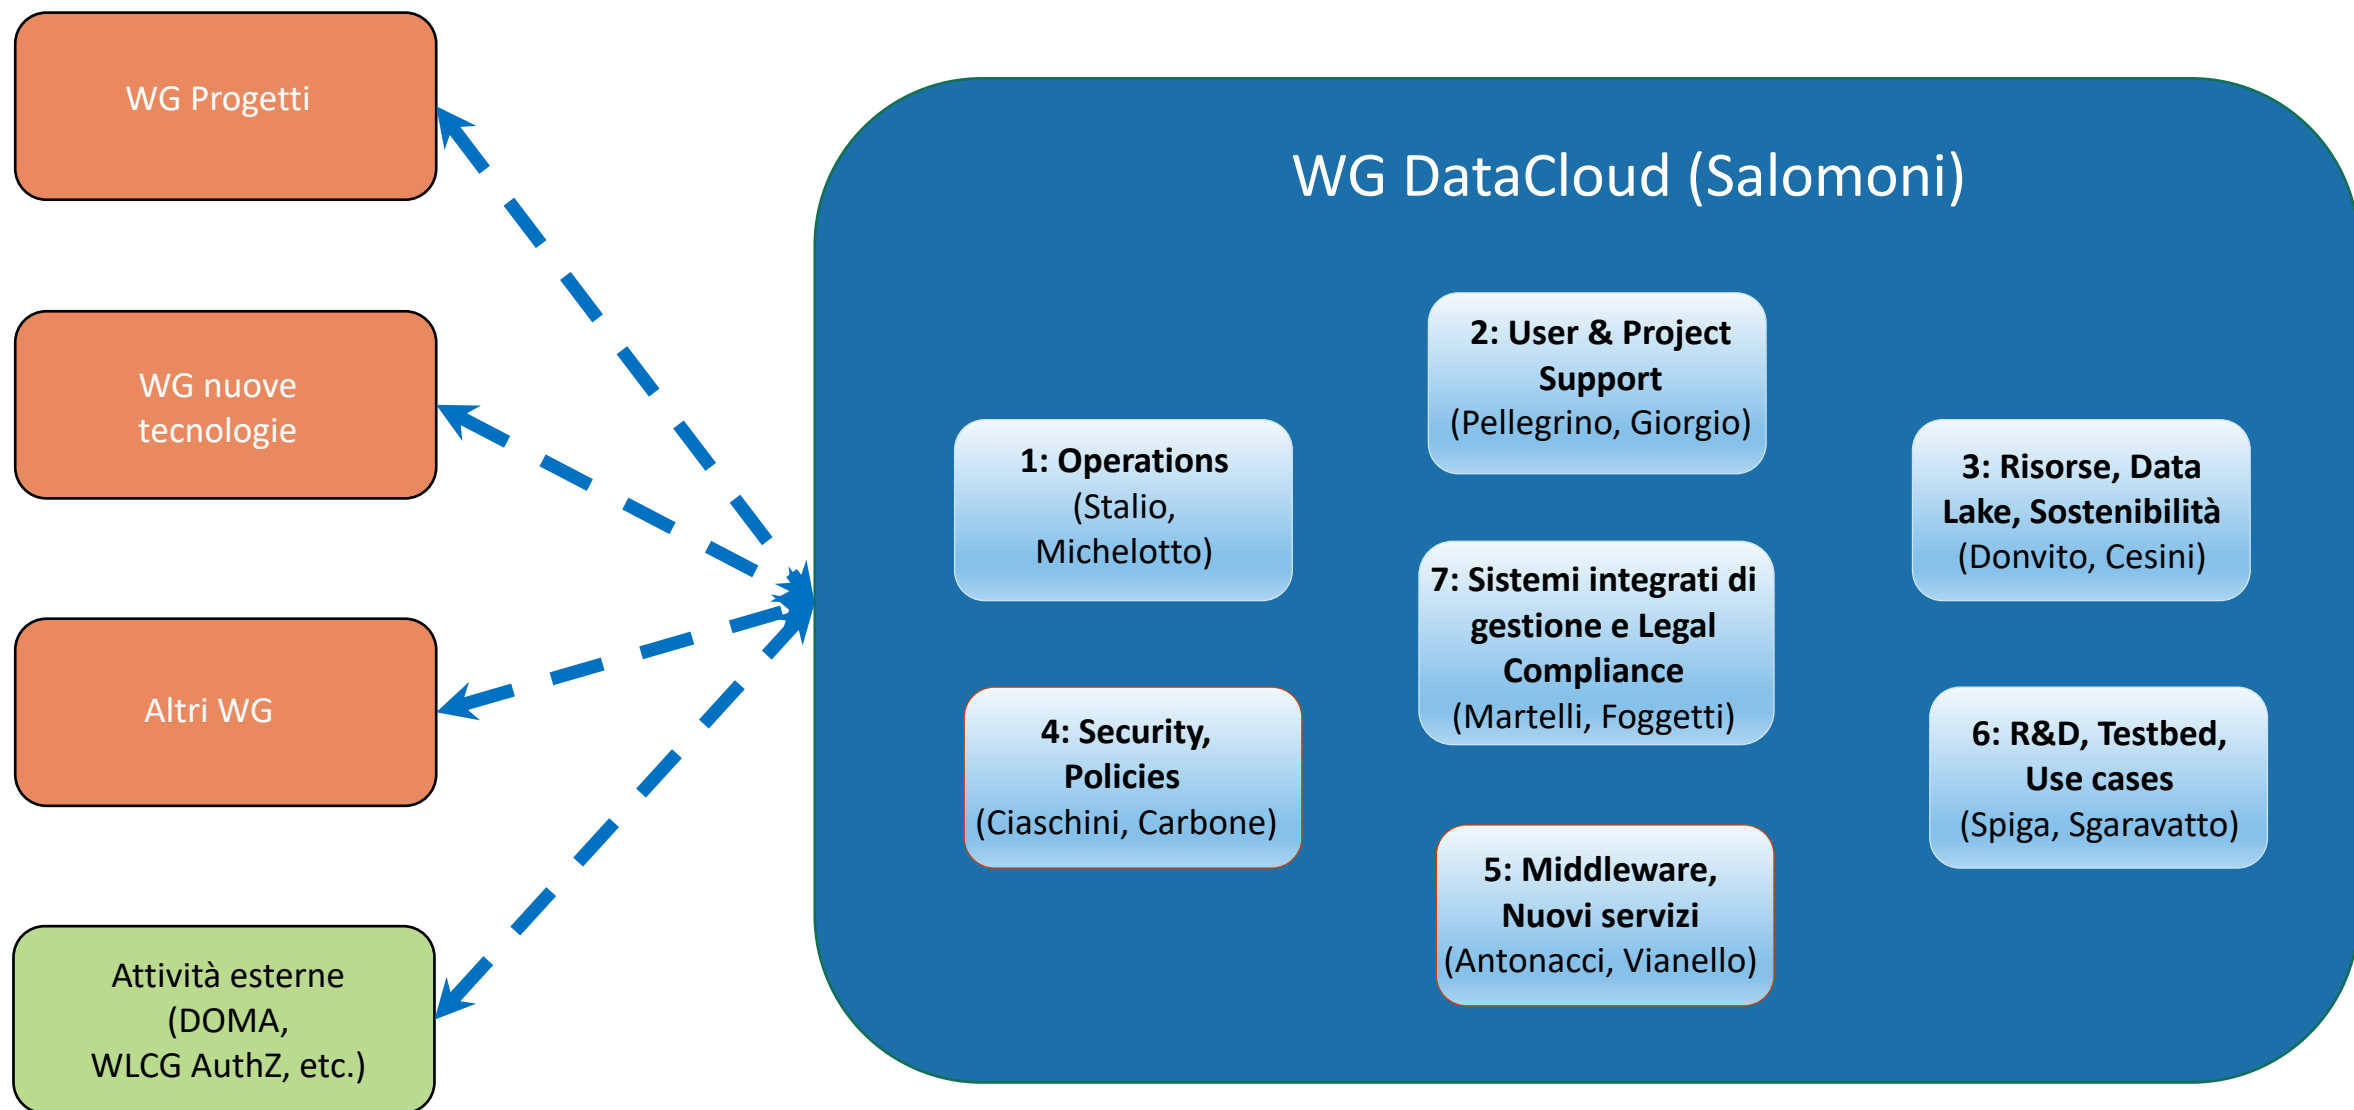 WG Progetti
WG nuove
tecnologie
Altri WG
Attività esterne
(DOMA,
WLCG AuthZ, etc.)
WG DataCloud (Salomoni)
1: Operations
(Stalio,
Michelotto)
2: User & Project
Support
(Pellegrino, Giorgio)
3: Risorse, Data
Lake, Sostenibilità
(Donvito, Cesini)
4: Security,
Policies
(Ciaschini, Carbone)
7: Sistemi integrati di
gestione e Legal
Compliance
(Martelli, Foggetti)
5: Middleware,
Nuovi servizi
(Antonacci, Vianello)
6: R&D, Testbed,
Use cases
(Spiga, Sgaravatto)